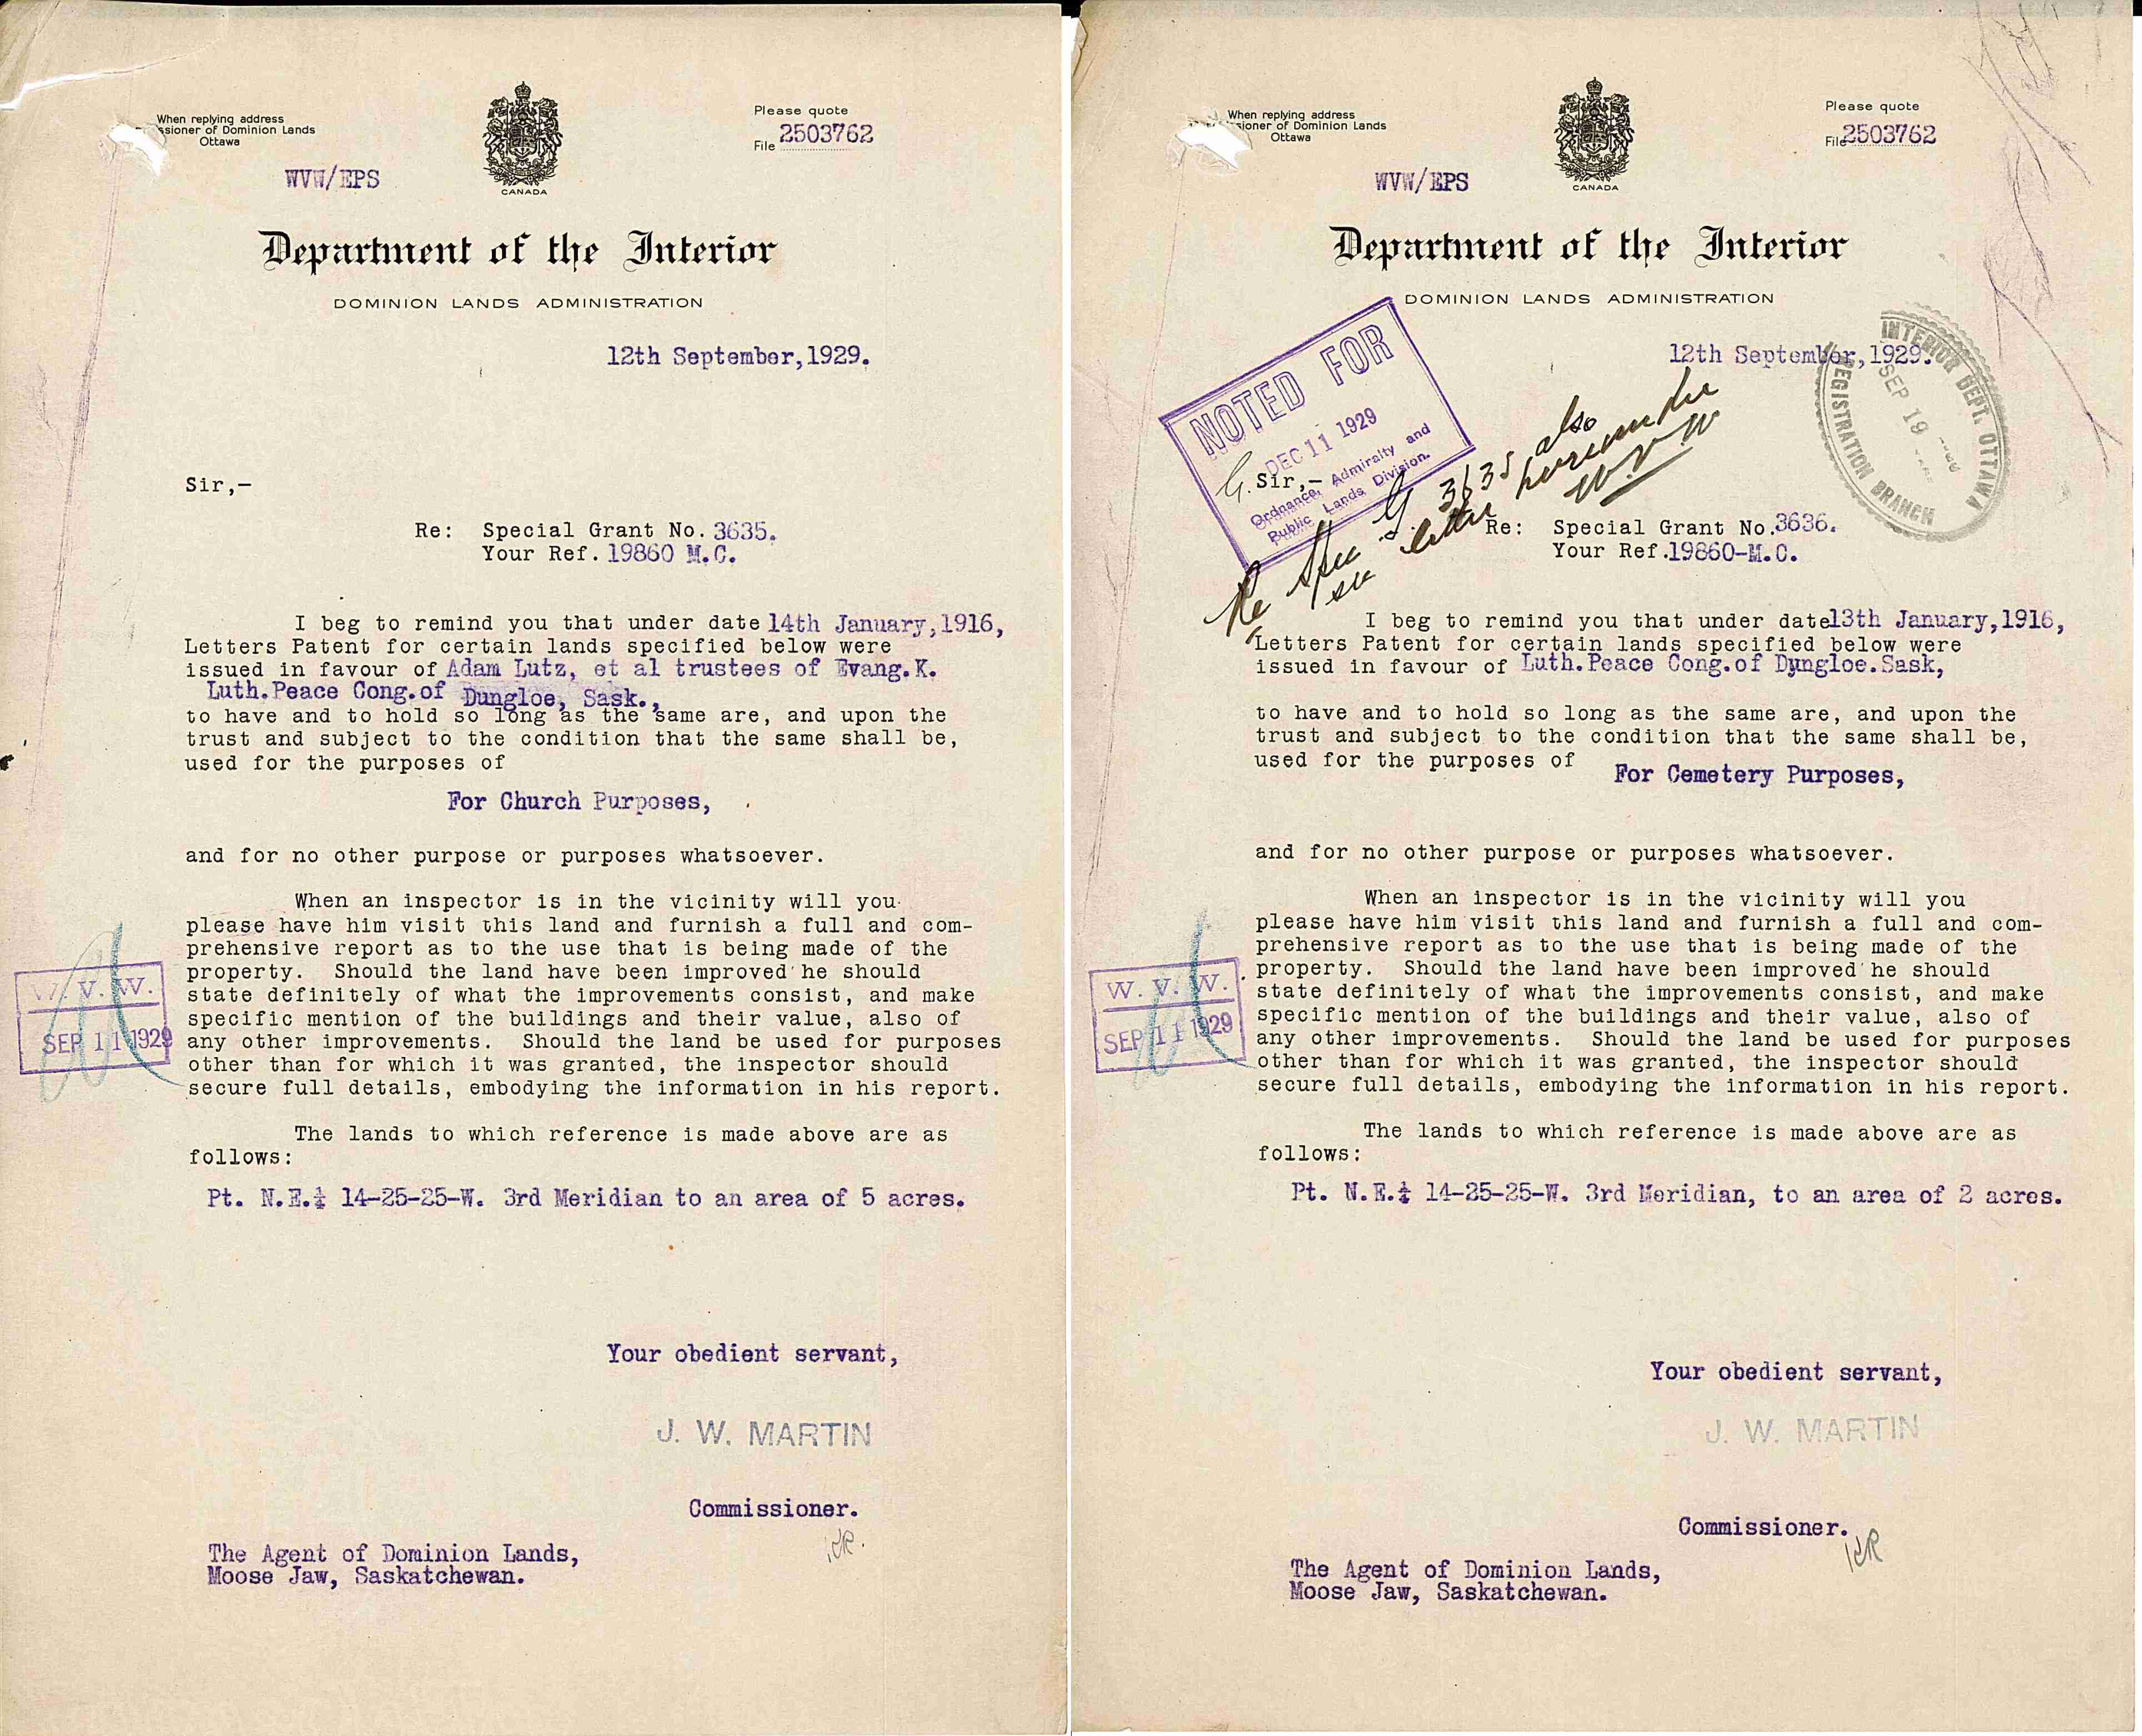 When replying address
ssioner of Dominion Lands
Ottawa
Please quote
File 2503762
WVW/EPS
CANADA
Department of the Interior
DOMINION LANDS ADMINISTRATION
12th September,1929.
Sir,—
Re: Special Grant No. 3635.
Your Ref. 19860 M.C.
I beg to remind you that under date 14th January,1916,
Letters Patent for certain lands specified below were
issued in favour of Adam Lutz, et al trustees of Evang.K.
Luth.Peace Cong.of Dungloe, Sask.,
to have and to hold so long as the same are, and upon the
trust and subject to the condition that the same shall be,
used for the purposes of
For Church Purposes,
and for no other purpose or purposes whatsoever.
When an inspector is in the vicinity will you
please have him visit this land and furnish a full and com-
prehensive report as to the use that is being made of the
property. Should the land have been improved he should
state definitely of what the improvements consist, and make
specific mention of the buildings and their value, also of
any other improvements. Should the land be used for purposes
other than for which it was granted, the inspector should
secure full details, embodying the information in his report.
W. V. W.
SEP 11 1929
The lands to which reference is made above are as
follows:
Pt. N.E.¼ 14-25-25-W. 3rd Meridian to an area of 5 acres.
Your obedient servant,
J. W. MARTIN
Commissioner.
The Agent of Dominion Lands,
Moose Jaw, Saskatchewan.
When replying address
sioner of Dominion Lands
Ottawa
Please quote
File 2503762
WVW/EPS
CANADA
Department of the Interior
DOMINION LANDS ADMINISTRATION
12th September,1929.
INTERIOR DEPT. OTTAWA
SEP 19
REGISTRATION BRANCH
NOTED FOR
DEC 11 1929
Ordnance, Admiralty and
Public Lands Division.
G.
Sir,—
Re Spec G. 3635 also
see letter hereunder
W.V.W
Re: Special Grant No.3636.
Your Ref.19860-M.C.
I beg to remind you that under date13th January,1916,
Letters Patent for certain lands specified below were
issued in favour of Luth.Peace Cong.of Dyngloe.Sask,
to have and to hold so long as the same are, and upon the
trust and subject to the condition that the same shall be,
used for the purposes of
For Cemetery Purposes,
and for no other purpose or purposes whatsoever.
When an inspector is in the vicinity will you
please have him visit this land and furnish a full and com-
prehensive report as to the use that is being made of the
property. Should the land have been improved he should
state definitely of what the improvements consist, and make
specific mention of the buildings and their value, also of
any other improvements. Should the land be used for purposes
other than for which it was granted, the inspector should
secure full details, embodying the information in his report.
W. V. W.
SEP 11 1929
The lands to which reference is made above are as
follows:
Pt. N.E.¼ 14-25-25-W. 3rd Meridian, to an area of 2 acres.
Your obedient servant,
J. W. MARTIN
Commissioner.
The Agent of Dominion Lands,
Moose Jaw, Saskatchewan.